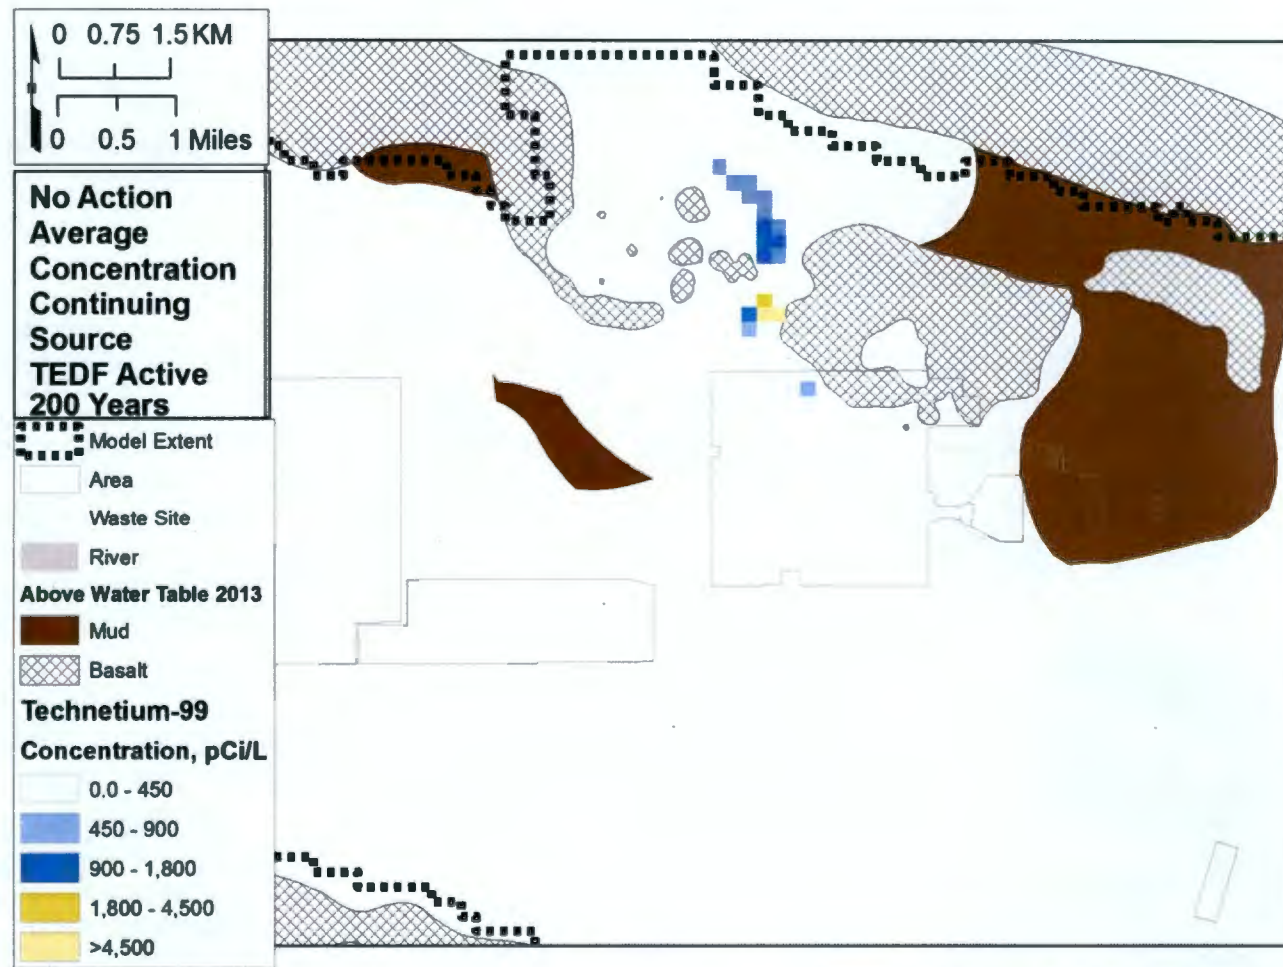 0 0.75 1.5 KM
0 0.5 1 Miles
No Action
Average
Concentration
Continuing
Source
TEDF Active
200 Years
Model Extent
Area
Waste Site
River
Above Water Table 2013
Mud
Basalt
Technetium-99
Concentration, pCi/L
0.0 - 450
450 - 900
900 - 1,800
1,800 - 4,500
>4,500